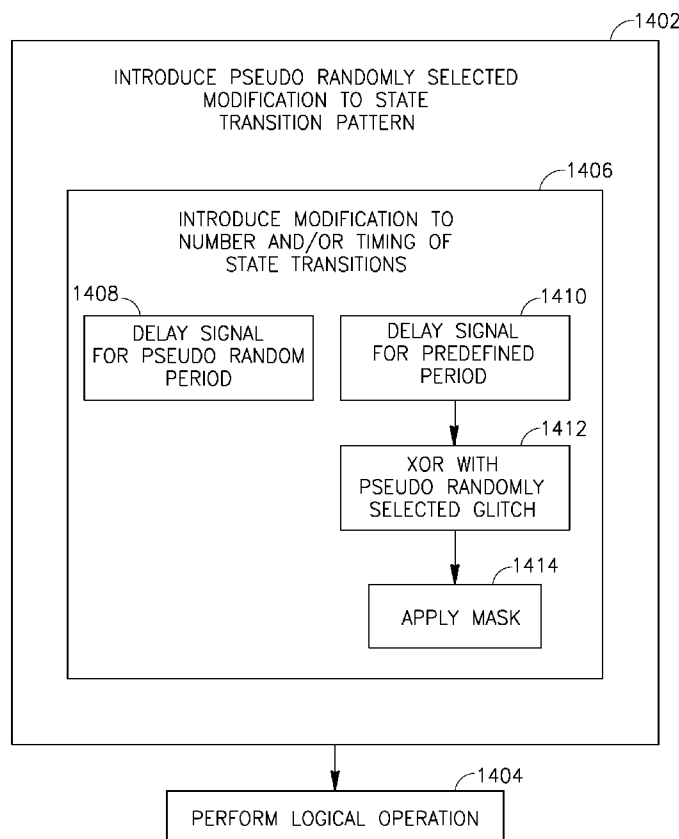 1402
INTRODUCE PSEUDO RANDOMLY SELECTED
MODIFICATION TO STATE
TRANSITION PATTERN
1406
INTRODUCE MODIFICATION TO
NUMBER AND/OR TIMING OF
STATE TRANSITIONS
1408
DELAY SIGNAL
FOR PSEUDO RANDOM
PERIOD
1410
DELAY SIGNAL
FOR PREDEFINED
PERIOD
1412
XOR WITH
PSEUDO RANDOMLY
SELECTED GLITCH
1414
APPLY MASK
1404
PERFORM LOGICAL OPERATION